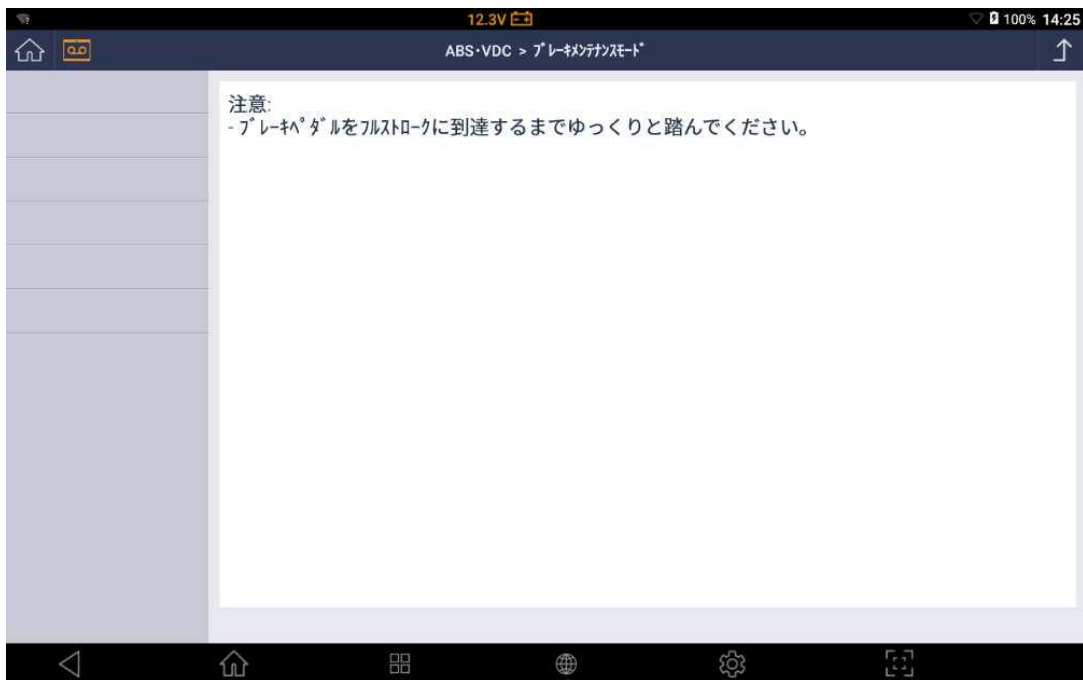 12.3V
100% 14:25
ABS･VDC > ﾌﾞﾚｰｷﾒﾝﾃﾅﾝｽﾓｰﾄﾞ
注意:
- ﾌﾞﾚｰｷﾍﾟﾀﾞﾙをﾌﾙｽﾄﾛｰｸに到達するまでゆっくりと踏んでください。